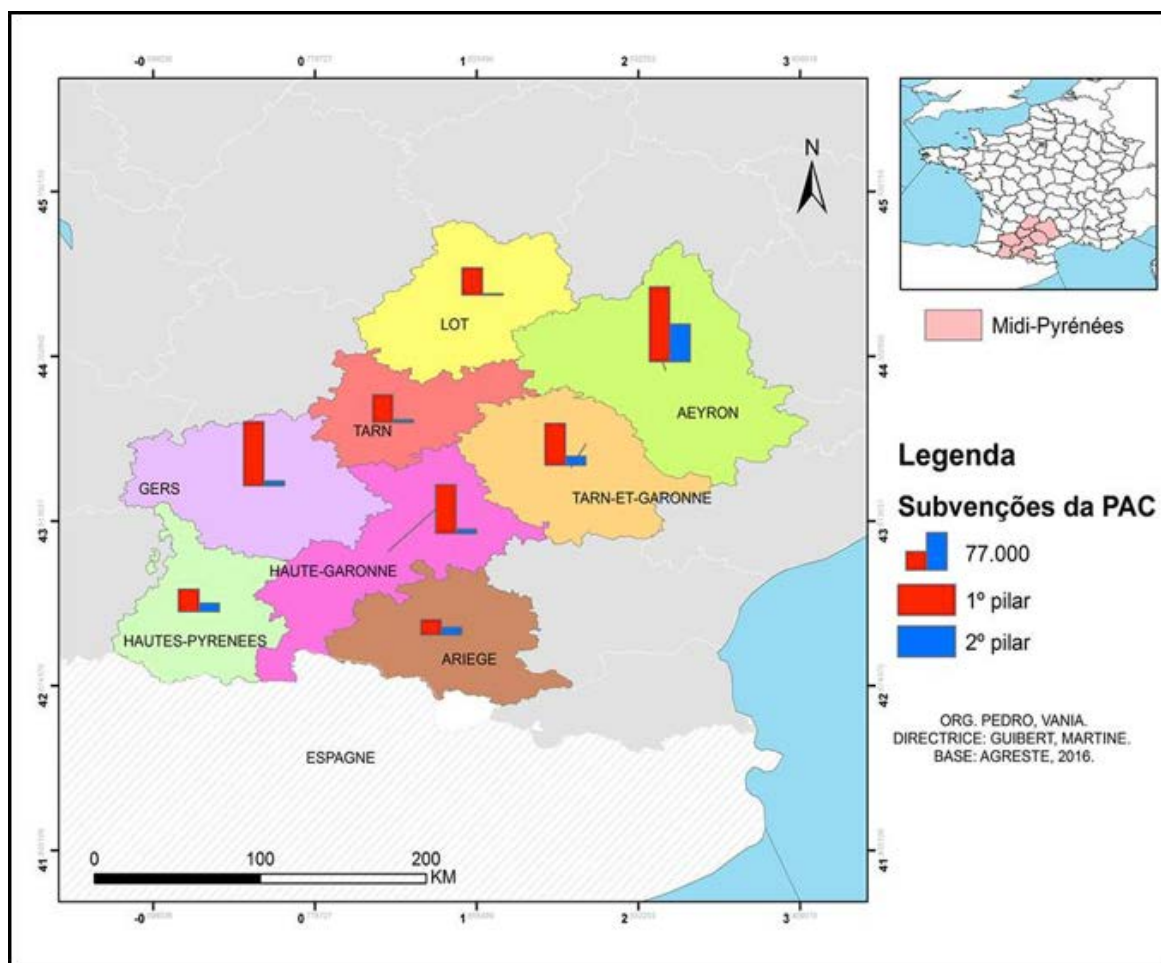 -0
0
1
2
3
N
45
45
LOT
44
44
AEYRON
TARN
GERS
TARN-ET-GARONNE
43
43
HAUTE-GARONNE
HAUTES-PYRENEES
ARIEGE
42
42
ESPAGNE
41
41
0 100 200
KM
-0
0
1
2
3
Midi-Pyrénées
Legenda
Subvenções da PAC
77.000
1º pilar
2º pilar
ORG. PEDRO, VANIA.
DIRECTRICE: GUIBERT, MARTINE.
BASE: AGRESTE, 2016.